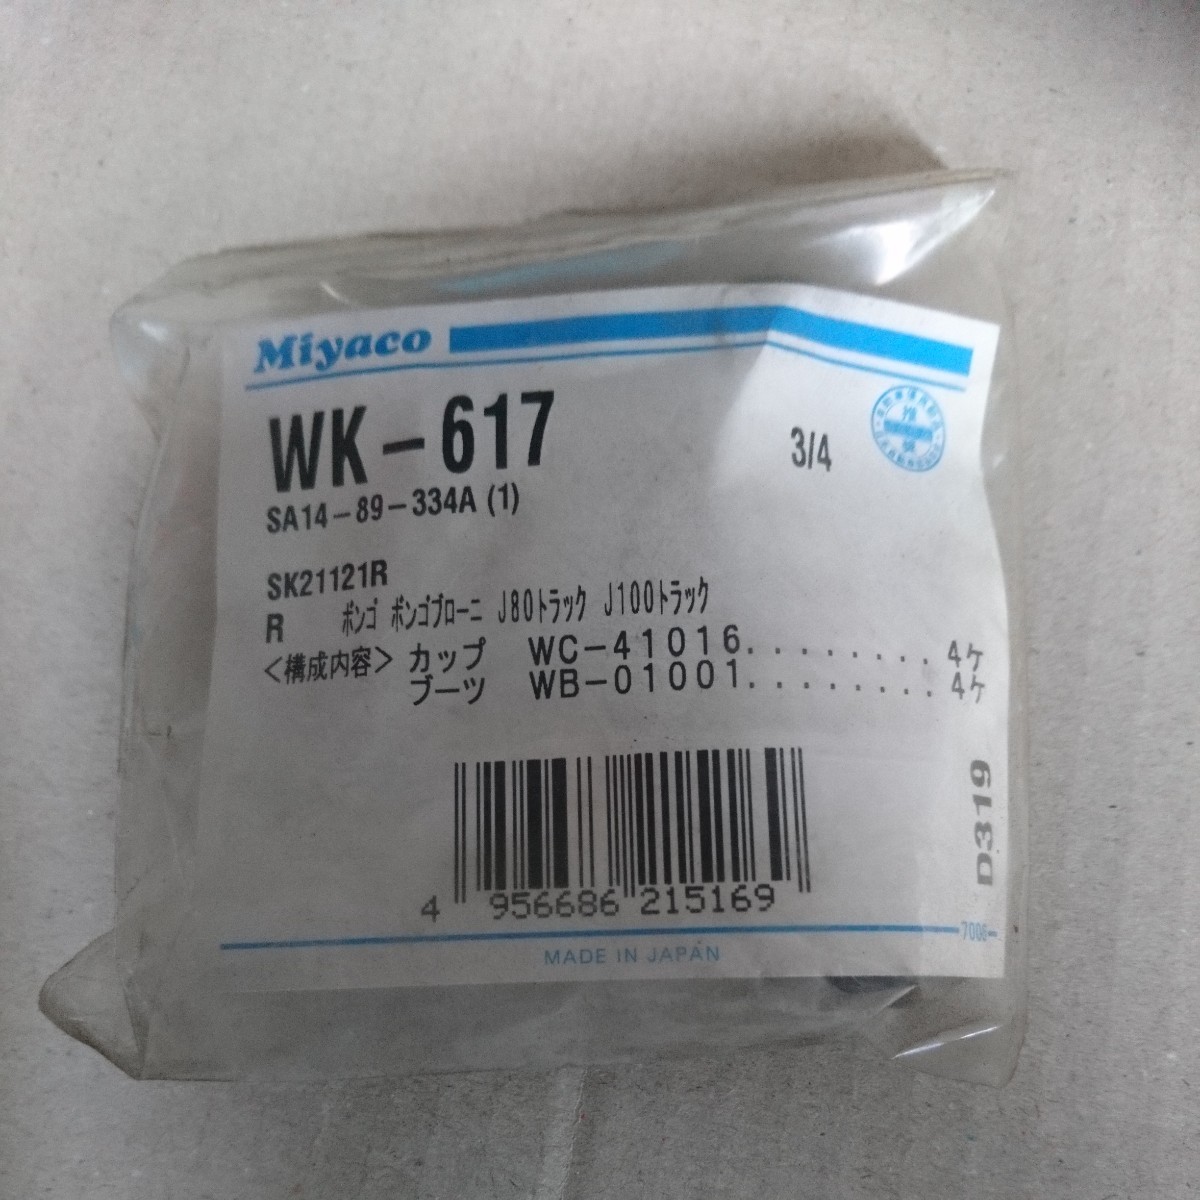 Miyaco
WK-617
3/4
SA14-89-334A(1)
SK21121R
R ボンゴ ボンゴブローニ J80トラック J100トラック
<構成内容> カップ WC-41016........4ケ
ブーツ WB-01001........4ケ
D319
4 956686 215169
MADE IN JAPAN